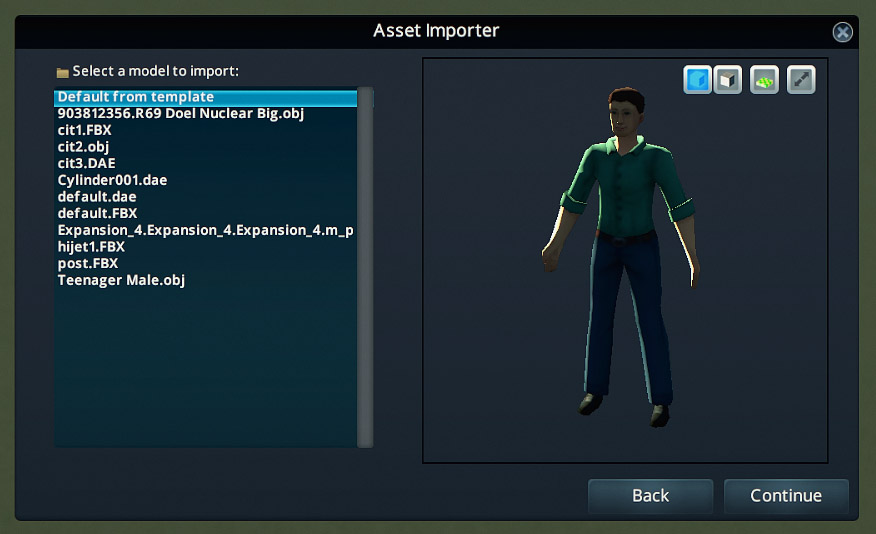 Asset Importer
Select a model to import:
Default from template
903812356.R69 Doel Nuclear Big.obj
cit1.FBX
cit2.obj
cit3.DAE
Cylinder001.dae
default.dae
default.FBX
Expansion_4.Expansion_4.Expansion_4.m_p
hijet1.FBX
post.FBX
Teenager Male.obj
Back
Continue